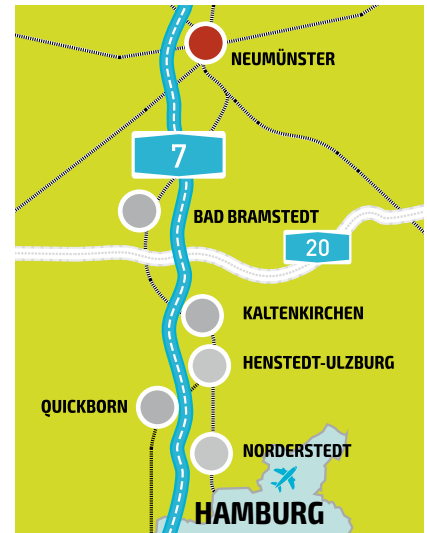 NEUMÜNSTER
7
BAD BRAMSTEDT
20
KALTENKIRCHEN
HENSTEDT-ULZBURG
QUICKBORN
NORDERSTEDT
HAMBURG